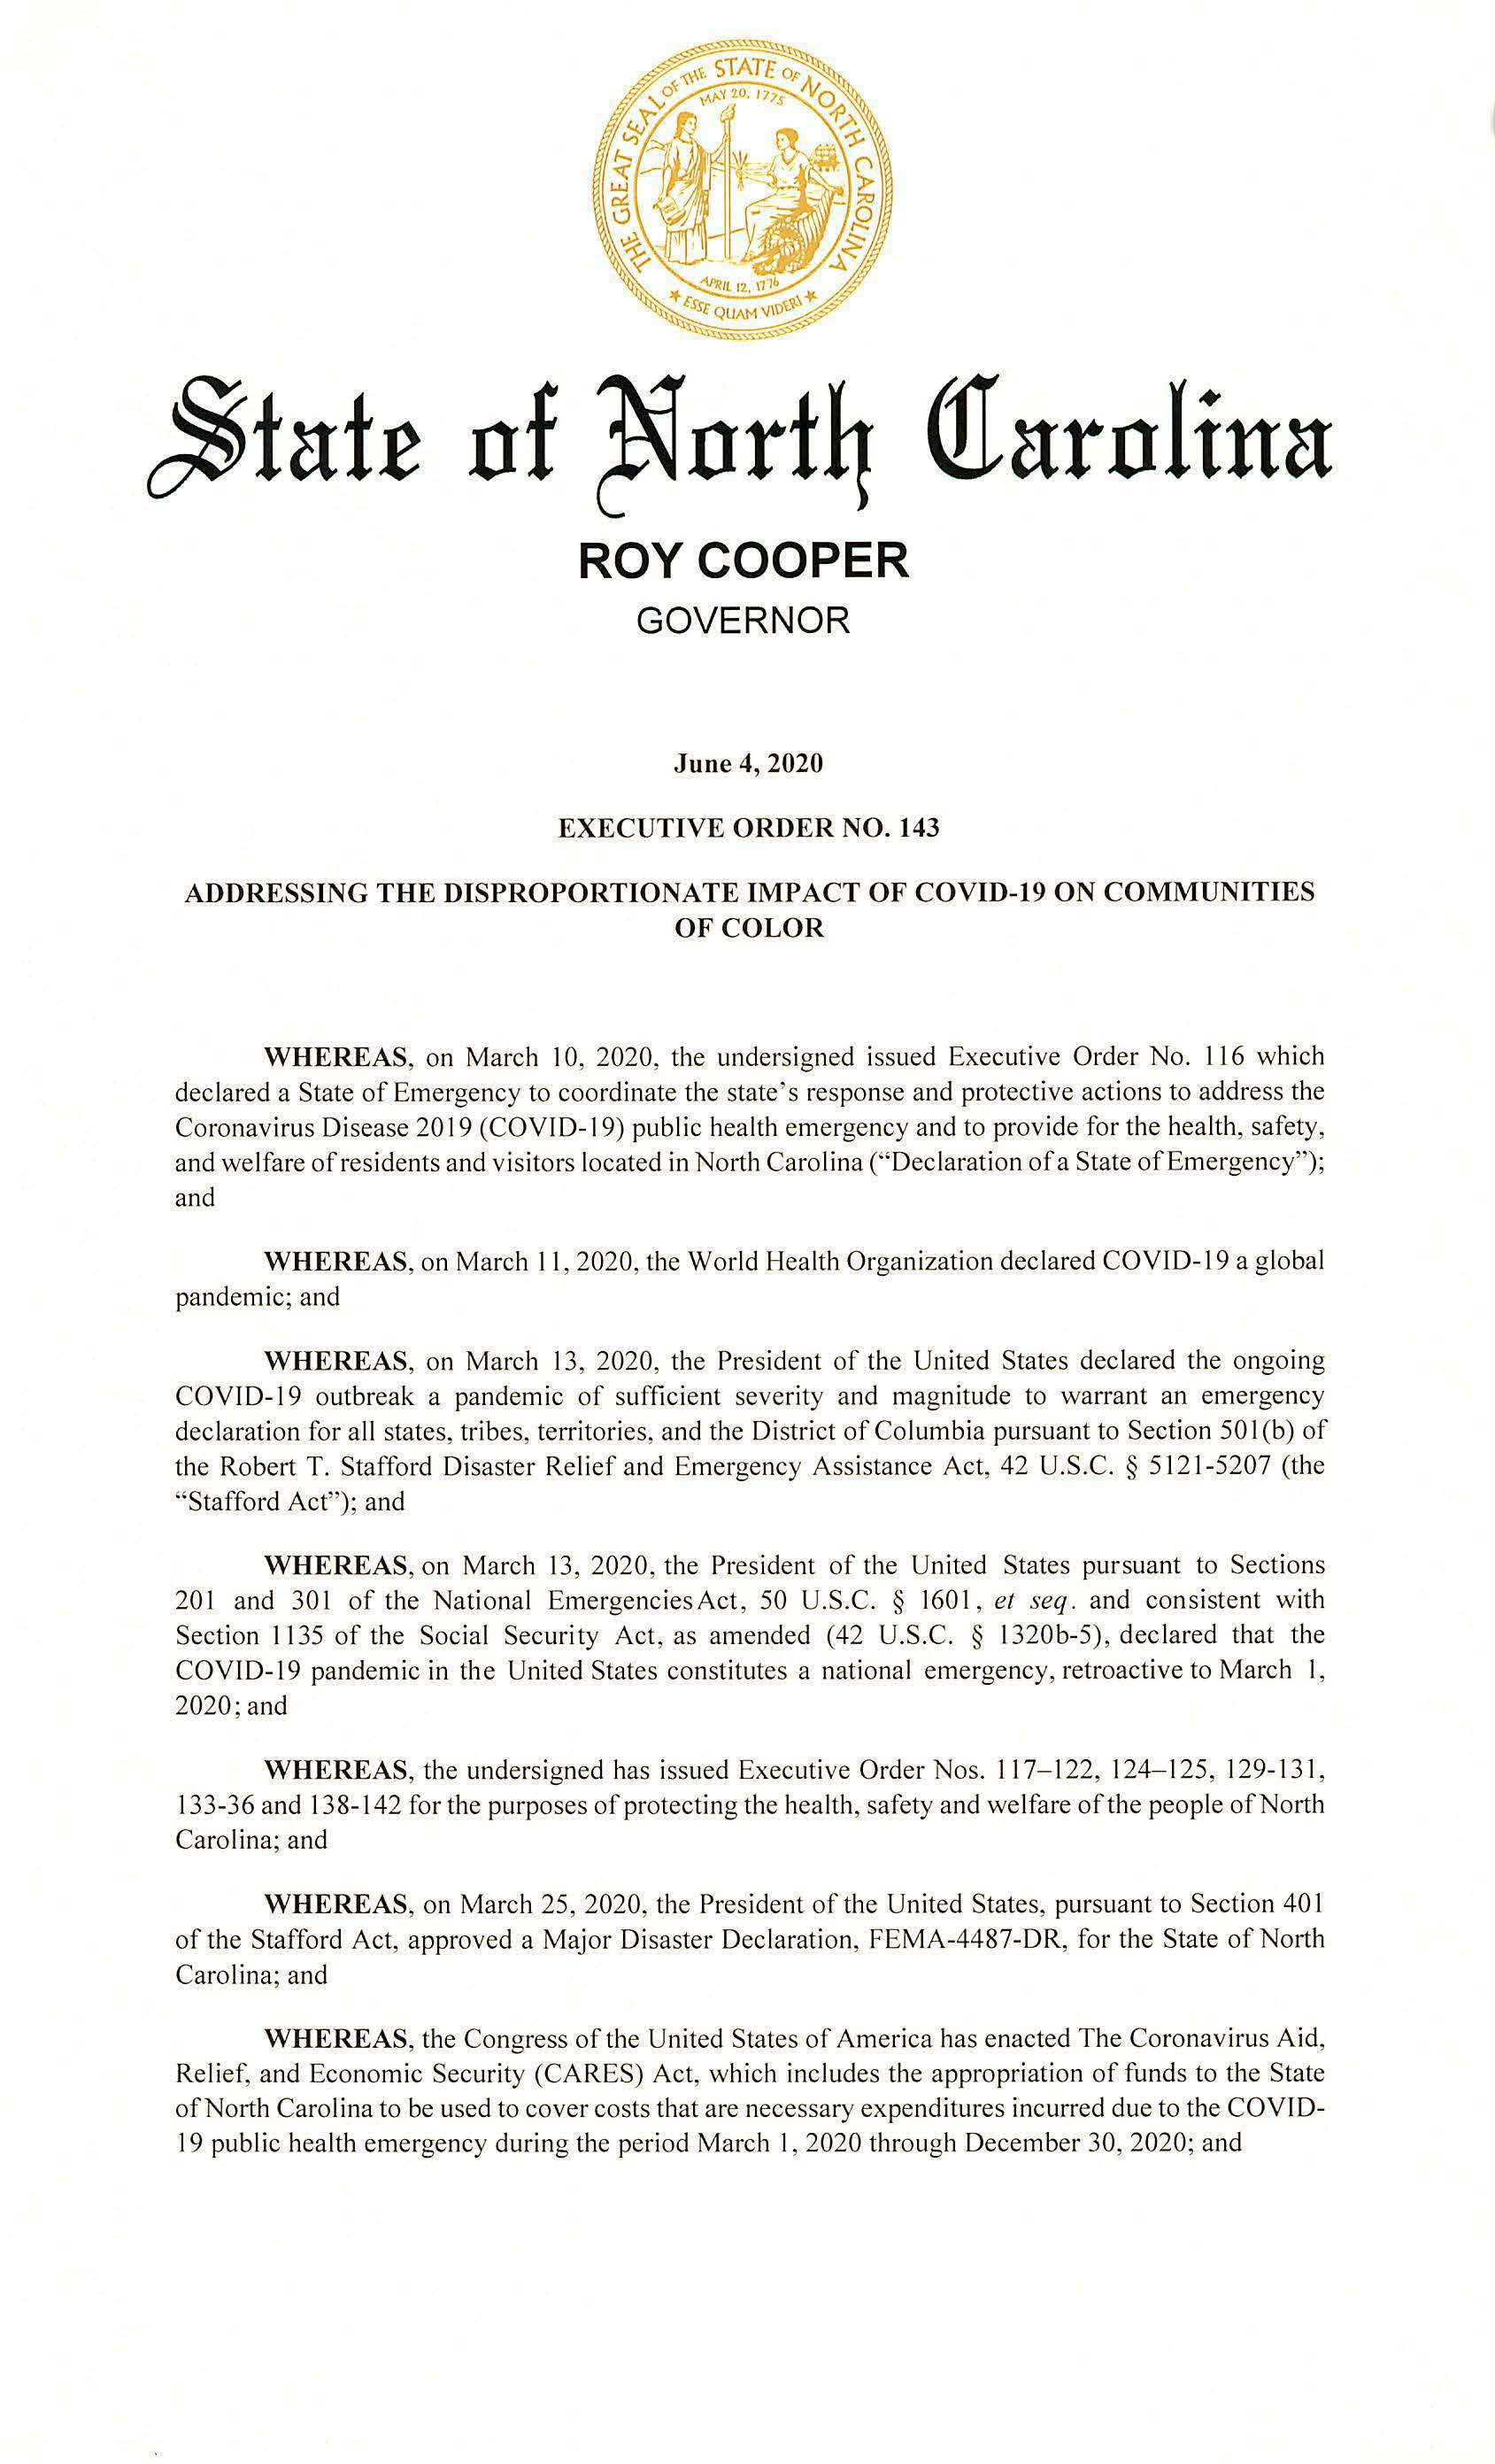 THE GREAT SEAL OF THE STATE OF NORTH CAROLINA
MAY 20, 1775
APRIL 12, 1776
★ ESSE QUAM VIDERI ★
State of North Carolina
ROY COOPER
GOVERNOR
June 4, 2020
EXECUTIVE ORDER NO. 143
ADDRESSING THE DISPROPORTIONATE IMPACT OF COVID-19 ON COMMUNITIES
OF COLOR
WHEREAS, on March 10, 2020, the undersigned issued Executive Order No. 116 which
declared a State of Emergency to coordinate the state's response and protective actions to address the
Coronavirus Disease 2019 (COVID-19) public health emergency and to provide for the health, safety,
and welfare of residents and visitors located in North Carolina (“Declaration of a State of Emergency”);
and
WHEREAS, on March 11, 2020, the World Health Organization declared COVID-19 a global
pandemic; and
WHEREAS, on March 13, 2020, the President of the United States declared the ongoing
COVID-19 outbreak a pandemic of sufficient severity and magnitude to warrant an emergency
declaration for all states, tribes, territories, and the District of Columbia pursuant to Section 501(b) of
the Robert T. Stafford Disaster Relief and Emergency Assistance Act, 42 U.S.C. § 5121-5207 (the
“Stafford Act”); and
WHEREAS, on March 13, 2020, the President of the United States pursuant to Sections
201 and 301 of the National Emergencies Act, 50 U.S.C. § 1601, et seq. and consistent with
Section 1135 of the Social Security Act, as amended (42 U.S.C. § 1320b-5), declared that the
COVID-19 pandemic in the United States constitutes a national emergency, retroactive to March 1,
2020; and
WHEREAS, the undersigned has issued Executive Order Nos. 117–122, 124–125, 129-131,
133-36 and 138-142 for the purposes of protecting the health, safety and welfare of the people of North
Carolina; and
WHEREAS, on March 25, 2020, the President of the United States, pursuant to Section 401
of the Stafford Act, approved a Major Disaster Declaration, FEMA-4487-DR, for the State of North
Carolina; and
WHEREAS, the Congress of the United States of America has enacted The Coronavirus Aid,
Relief, and Economic Security (CARES) Act, which includes the appropriation of funds to the State
of North Carolina to be used to cover costs that are necessary expenditures incurred due to the COVID-
19 public health emergency during the period March 1, 2020 through December 30, 2020; and